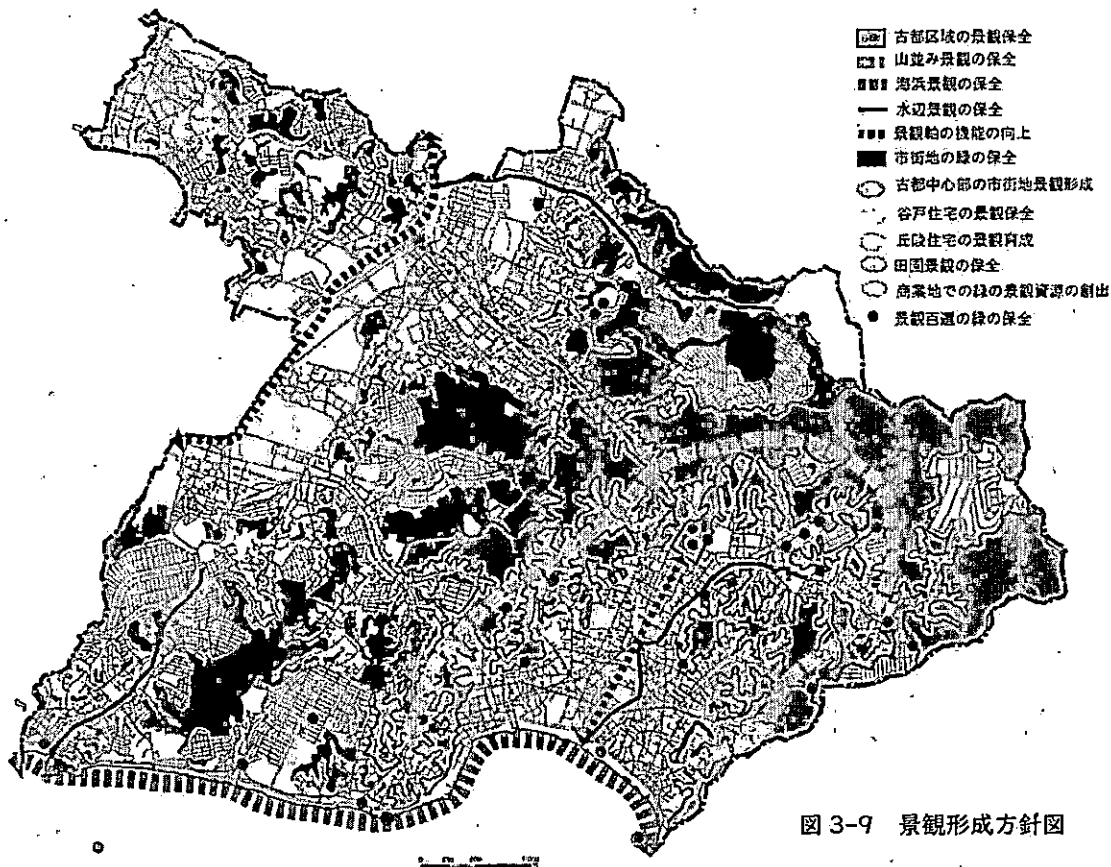 古都区域の景観保全
山並み景観の保全
海浜景観の保全
水辺景観の保全
景観軸の機能の向上
市街地の緑の保全
古都中心部の市街地景観形成
谷戸住宅の景観保全
丘陵住宅の景観育成
田園景観の保全
商業地での緑の景観資源の創出
景観百選の緑の保全
図 3-9 景観形成方針図